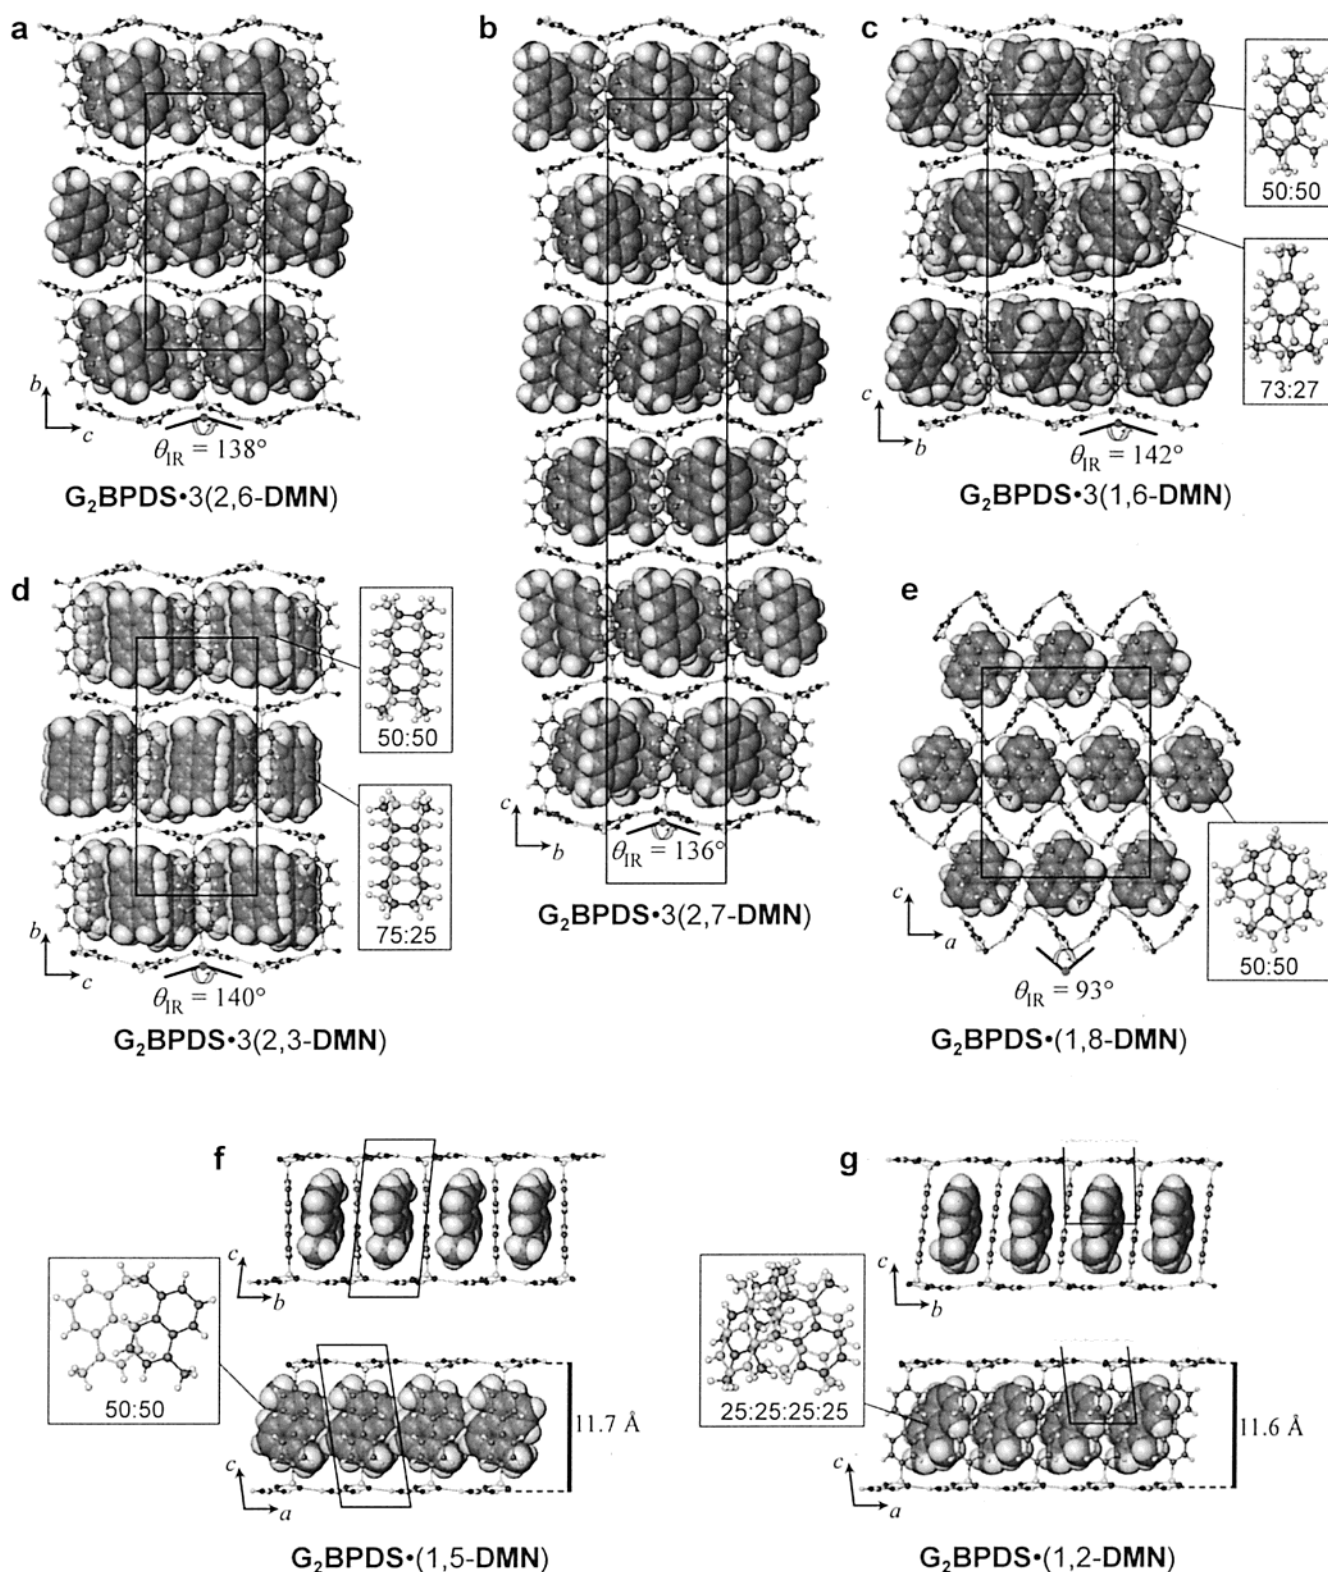 a
b
c
θIR = 138°
G₂BPDS•3(2,6-DMN)
b
c
b
θIR = 136°
G₂BPDS•3(2,7-DMN)
c
50:50
73:27
c
b
θIR = 142°
G₂BPDS•3(1,6-DMN)
d
50:50
75:25
b
c
θIR = 140°
G₂BPDS•3(2,3-DMN)
e
50:50
c
a
θIR = 93°
G₂BPDS•(1,8-DMN)
f
c
b
50:50
11.7 Å
c
a
G₂BPDS•(1,5-DMN)
g
c
b
25:25:25:25
11.6 Å
c
a
G₂BPDS•(1,2-DMN)